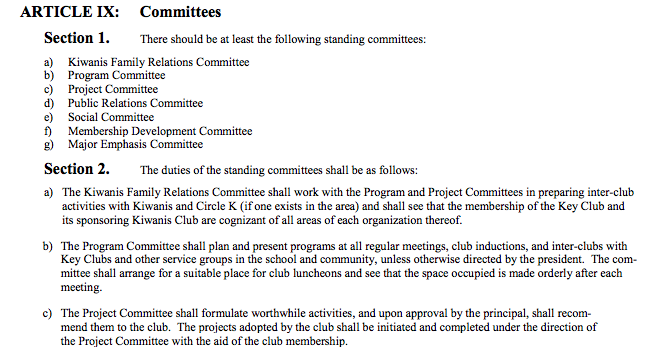 ARTICLE IX: Committees
Section 1. There should be at least the following standing committees:
a) Kiwanis Family Relations Committee
b) Program Committee
c) Project Committee
d) Public Relations Committee
e) Social Committee
f) Membership Development Committee
g) Major Emphasis Committee
Section 2. The duties of the standing committees shall be as follows:
a) The Kiwanis Family Relations Committee shall work with the Program and Project Committees in preparing inter-club
activities with Kiwanis and Circle K (if one exists in the area) and shall see that the membership of the Key Club and
its sponsoring Kiwanis Club are cognizant of all areas of each organization thereof.
b) The Program Committee shall plan and present programs at all regular meetings, club inductions, and inter-clubs with
Key Clubs and other service groups in the school and community, unless otherwise directed by the president. The com-
mittee shall arrange for a suitable place for club luncheons and see that the space occupied is made orderly after each
meeting.
c) The Project Committee shall formulate worthwhile activities, and upon approval by the principal, shall recom-
mend them to the club. The projects adopted by the club shall be initiated and completed under the direction of
the Project Committee with the aid of the club membership.